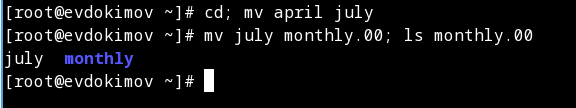 [root@evdokimov ~]# cd; mv april july
[root@evdokimov ~]# mv july monthly.00; ls monthly.00
july  monthly
[root@evdokimov ~]#